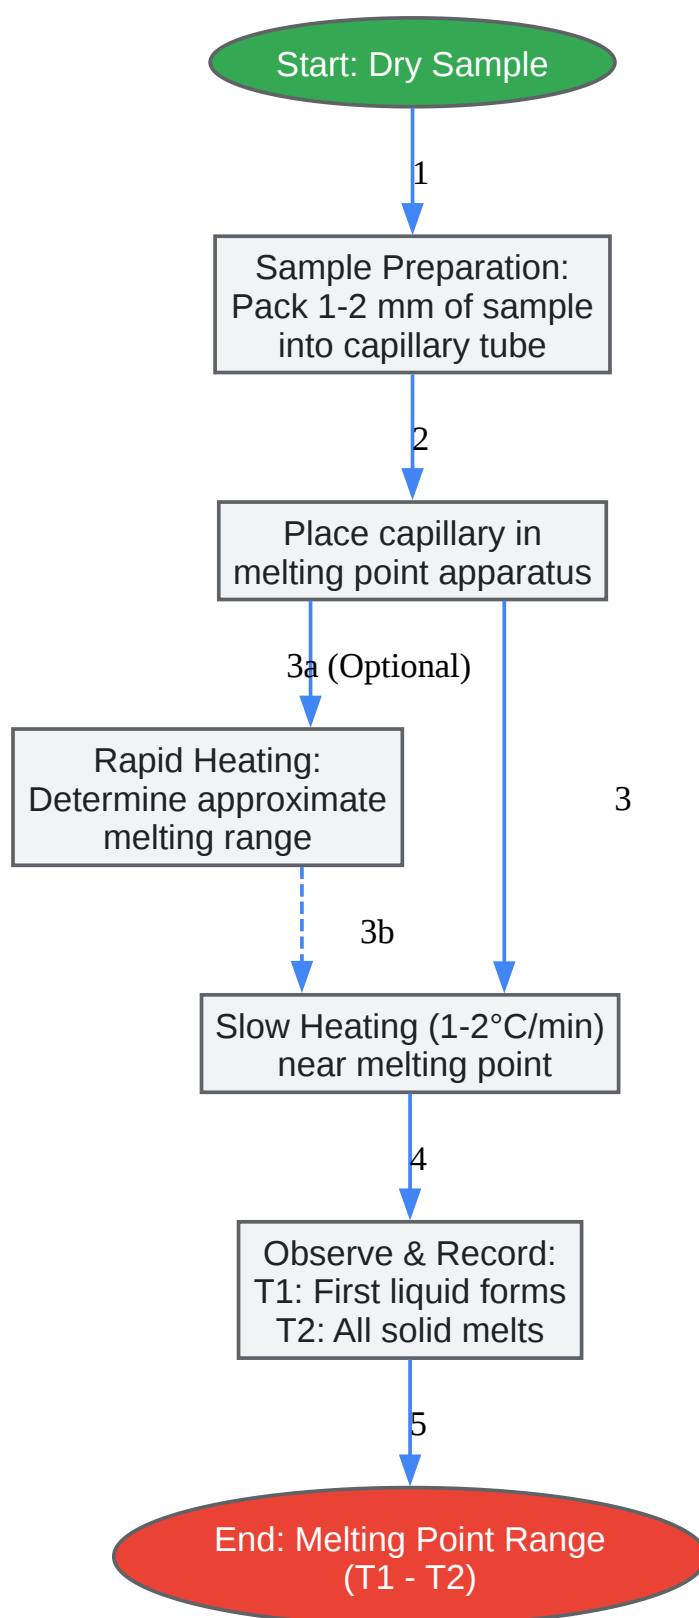 Start: Dry Sample
1
Sample Preparation:
Pack 1-2 mm of sample
into capillary tube
2
Place capillary in
melting point apparatus
3a (Optional)
Rapid Heating:
Determine approximate
melting range
3
3b
Slow Heating (1-2°C/min)
near melting point
4
Observe & Record:
T1: First liquid forms
T2: All solid melts
5
End: Melting Point Range
(T1 - T2)